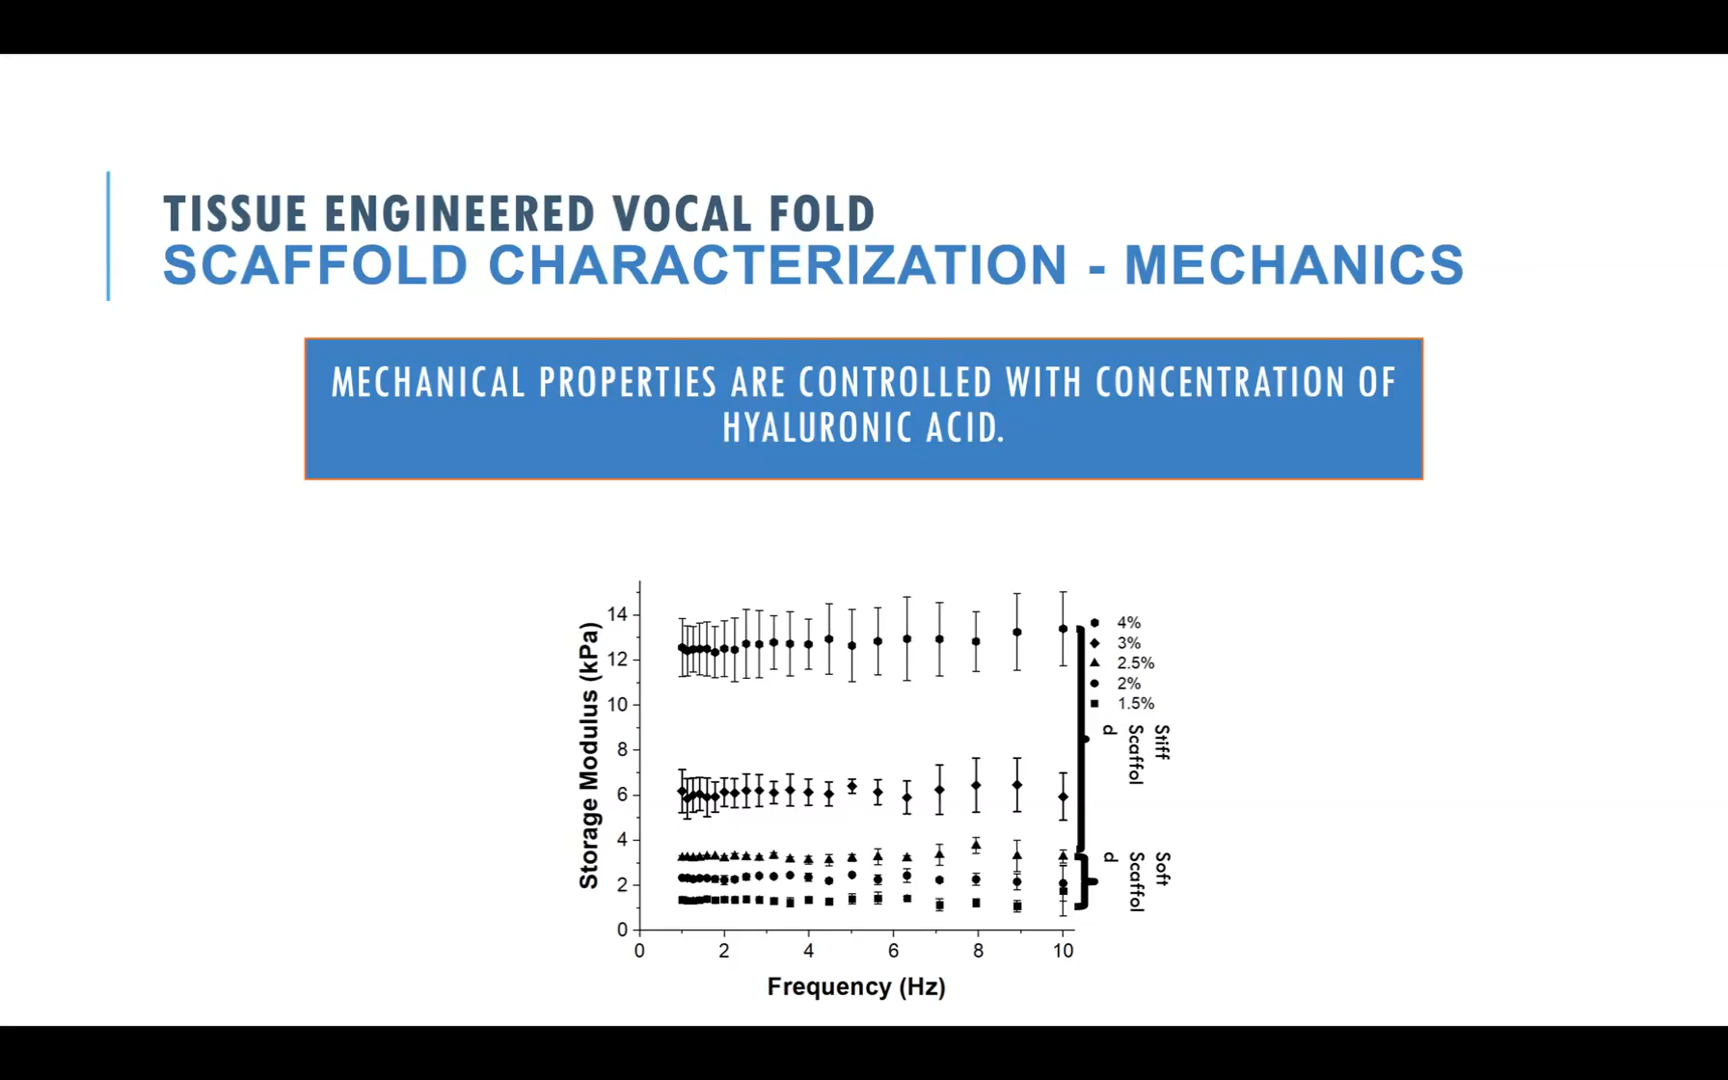 TISSUE ENGINEERED VOCAL FOLD
SCAFFOLD CHARACTERIZATION - MECHANICS
MECHANICAL PROPERTIES ARE CONTROLLED WITH CONCENTRATION OF
HYALURONIC ACID.
Storage Modulus (kPa)
14
12
10
8
6
4
2
0
0 2 4 6 8 10
Frequency (Hz)
4%
3%
2.5%
2%
1.5%
Stiff
Scaffol
d
Soft
Scaffol
d